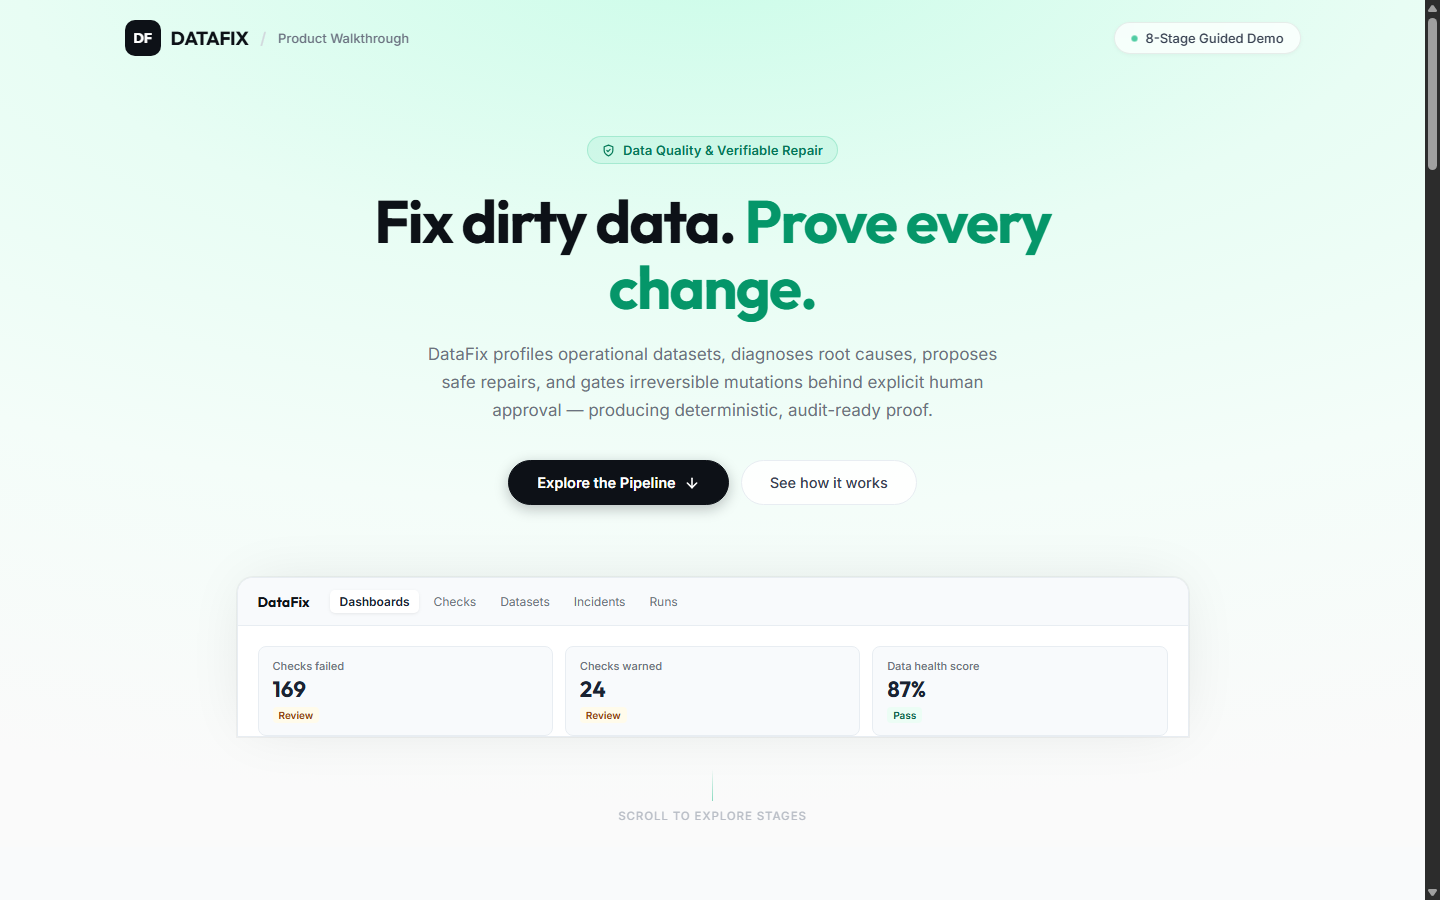 DF DATAFIX / Product Walkthrough
8-Stage Guided Demo
Data Quality & Verifiable Repair
Fix dirty data. Prove every
change.
DataFix profiles operational datasets, diagnoses root causes, proposes
safe repairs, and gates irreversible mutations behind explicit human
approval — producing deterministic, audit-ready proof.
Explore the Pipeline ↓
See how it works
DataFix Dashboards Checks Datasets Incidents Runs
Checks failed
169
Review
Checks warned
24
Review
Data health score
87%
Pass
SCROLL TO EXPLORE STAGES